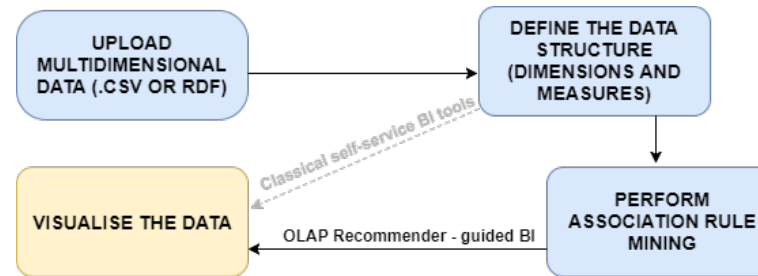 UPLOAD
MULTIDIMENSIONAL
DATA (.CSV OR RDF)
DEFINE THE DATA
STRUCTURE
(DIMENSIONS AND
MEASURES)
Classical self-service BI tools
VISUALISE THE DATA
OLAP Recommender - guided BI
PERFORM
ASSOCIATION RULE
MINING